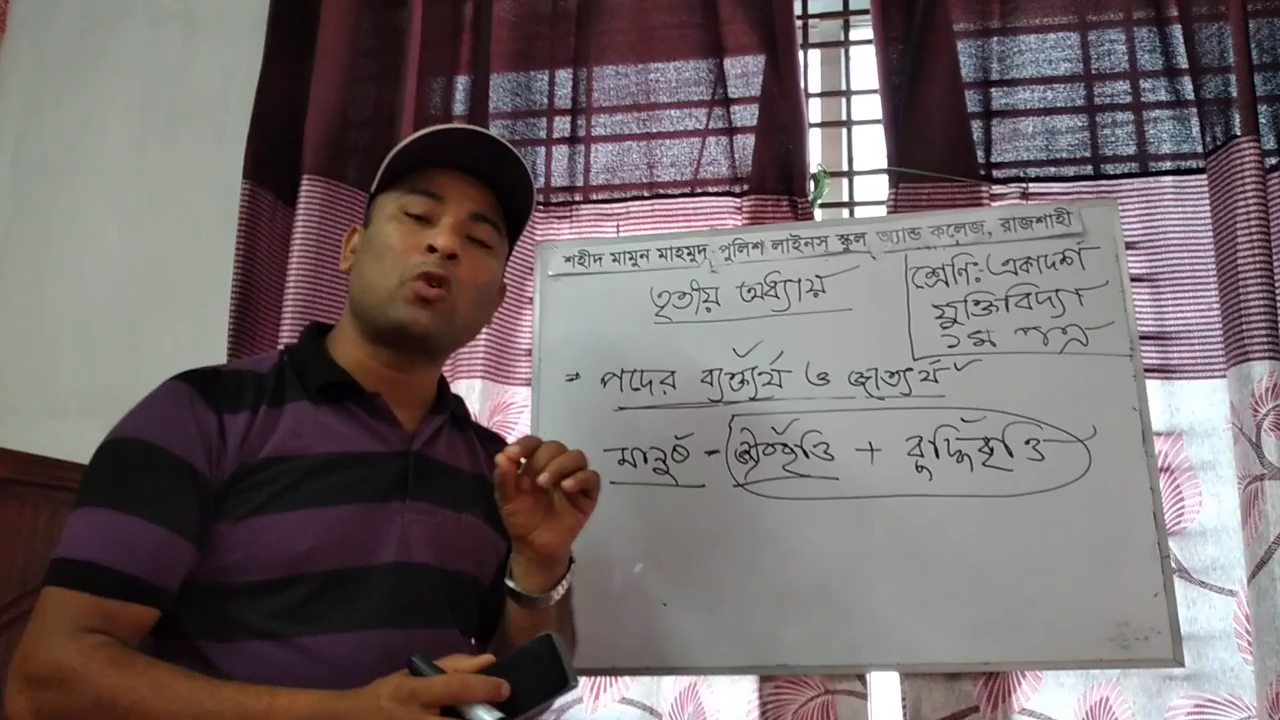 শহীদ মামুন মাহমুদ পুলিশ লাইনস্ স্কুল অ্যান্ড কলেজ, রাজশাহী
তৃতীয় অধ্যায়
শ্রেণি: একাদশ
যুক্তিবিদ্যা
১ম পত্র
পদের ব্যক্ত্যর্থ ও জাত্যর্থ
মানুষ - জীববৃত্তি + বুদ্ধিবৃত্তি